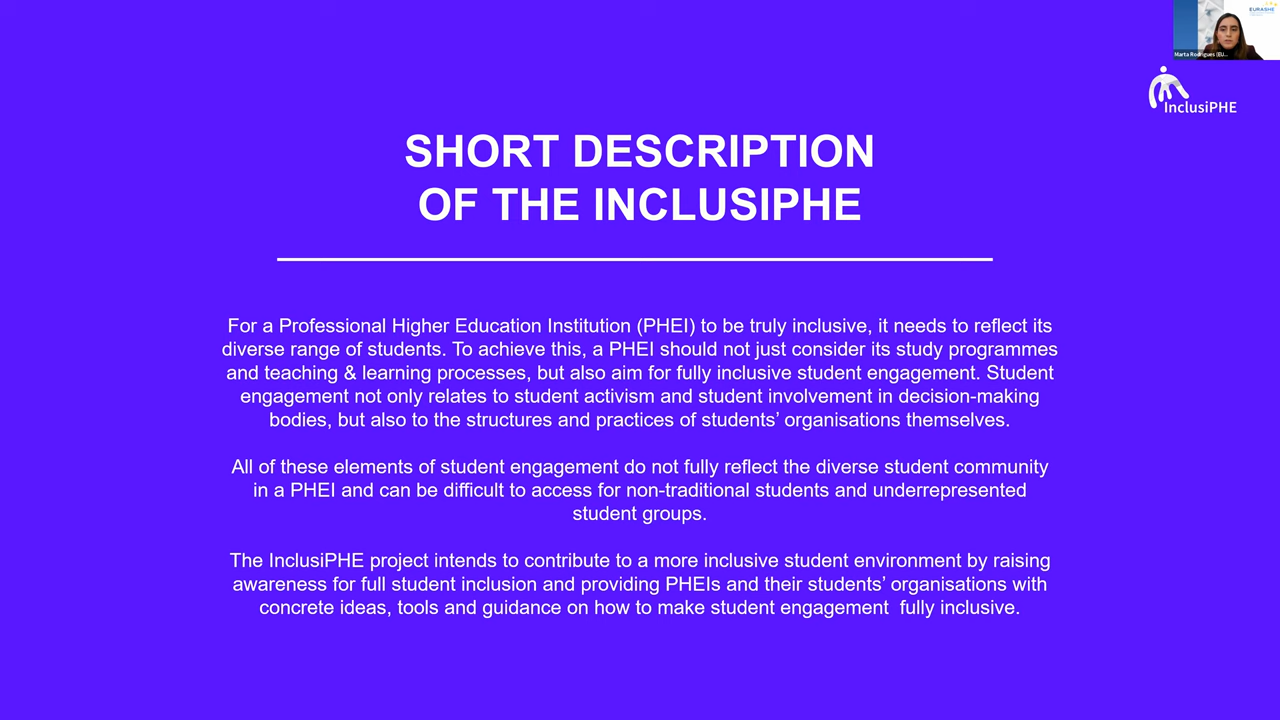 EURASHE
Marta Rodrigues (EU...
InclusiPHE
SHORT DESCRIPTION
OF THE INCLUSIPHE
For a Professional Higher Education Institution (PHEI) to be truly inclusive, it needs to reflect its
diverse range of students. To achieve this, a PHEI should not just consider its study programmes
and teaching & learning processes, but also aim for fully inclusive student engagement. Student
engagement not only relates to student activism and student involvement in decision-making
bodies, but also to the structures and practices of students’ organisations themselves.
All of these elements of student engagement do not fully reflect the diverse student community
in a PHEI and can be difficult to access for non-traditional students and underrepresented
student groups.
The InclusiPHE project intends to contribute to a more inclusive student environment by raising
awareness for full student inclusion and providing PHEIs and their students’ organisations with
concrete ideas, tools and guidance on how to make student engagement  fully inclusive.